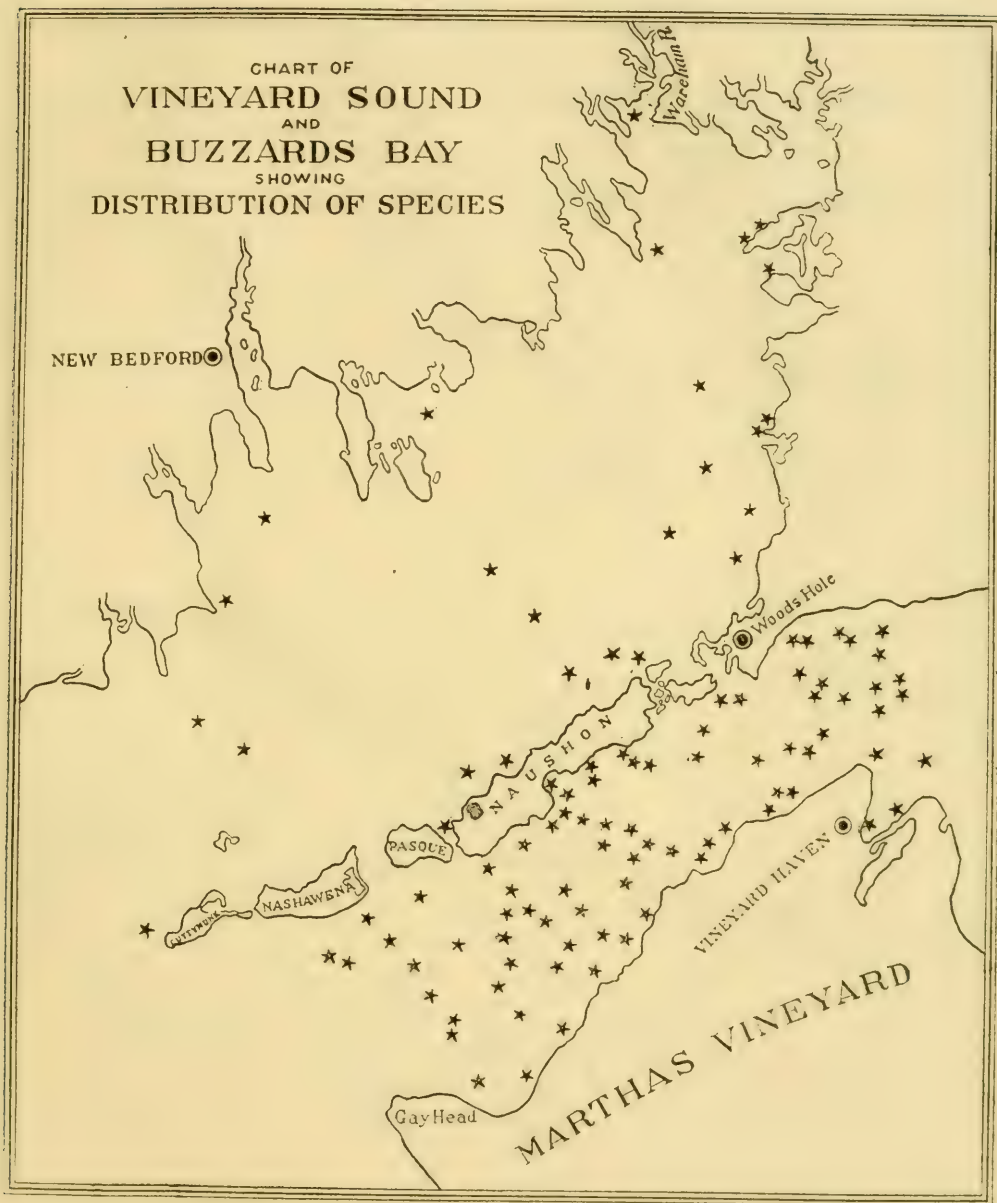 CHART OF
VINEYARD SOUND
AND
BUZZARDS BAY
SHOWING
DISTRIBUTION OF SPECIES
Wareham R.
NEW BEDFORD
Woods Hole
NAUSHON
PASQUE
NASHAWENA
CUTTYHUNK
VINEYARD HAVEN
MARTHAS VINEYARD
Gay Head